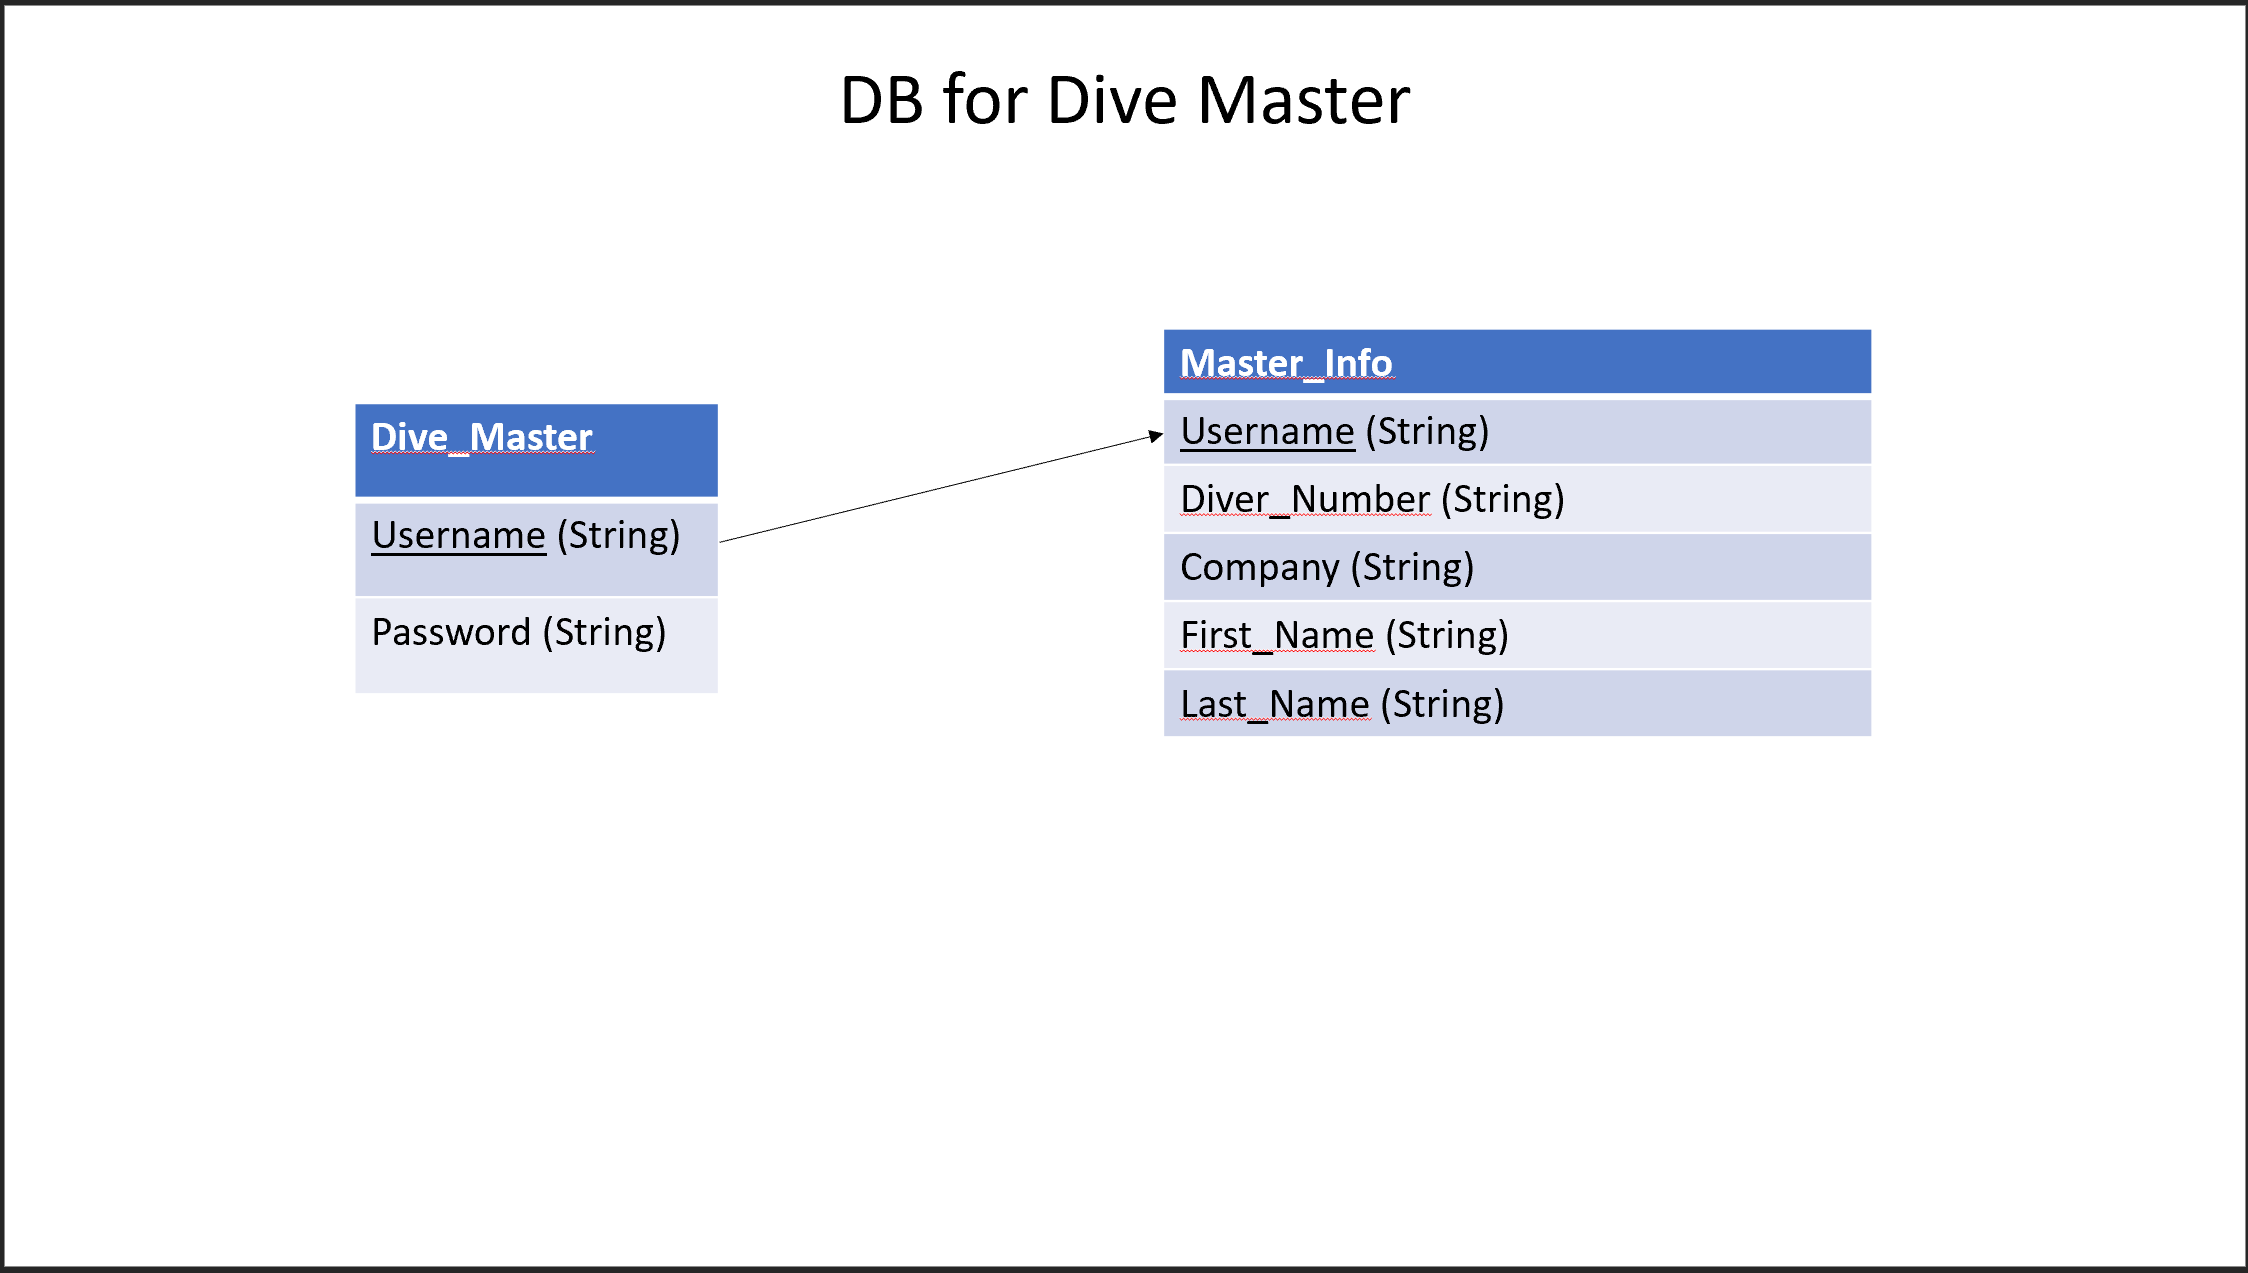 DB for Dive Master
Dive_Master
Username (String)
Password (String)
Master_Info
Username (String)
Diver_Number (String)
Company (String)
First_Name (String)
Last_Name (String)